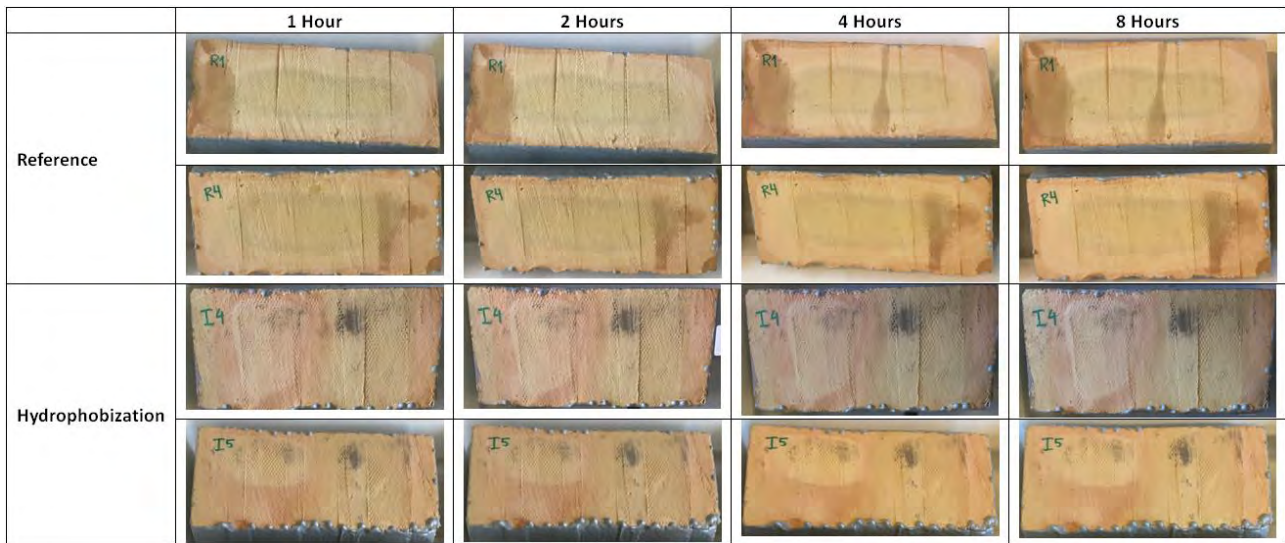 1 Hour 2 Hours 4 Hours 8 Hours
Reference
R1 R1 R1 R1
R4 R4 R4 R4
Hydrophobization
I4 I4 I4 I4
I5 I5 I5 I5